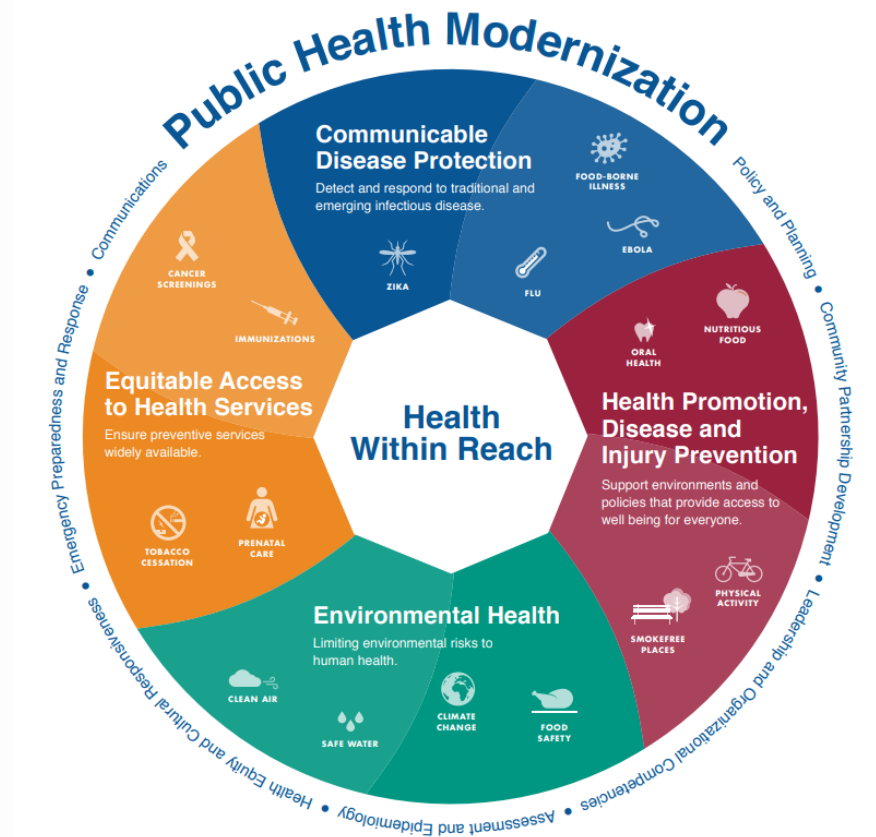 Public Health Modernization
Communicable
Disease Protection
Detect and respond to traditional and
emerging infectious disease.
ZIKA
FLU
FOOD-BORNE
ILLNESS
EBOLA
NUTRITIOUS
FOOD
ORAL
HEALTH
Health Promotion,
Disease and
Injury Prevention
Support environments and
policies that provide access to
well being for everyone.
PHYSICAL
ACTIVITY
SMOKEFREE
PLACES
Environmental Health
Limiting environmental risks to
human health.
CLEAN AIR
SAFE WATER
CLIMATE
CHANGE
FOOD
SAFETY
CANCER
SCREENINGS
IMMUNIZATIONS
Equitable Access
to Health Services
Ensure preventive services
widely available.
TOBACCO
CESSATION
PRENATAL
CARE
Health
Within Reach
Policy and Planning • Community Partnership Development • Leadership and Organizational Competencies • Assessment and Epidemiology • Health Equity and Cultural Responsiveness • Emergency Preparedness and Response • Communications